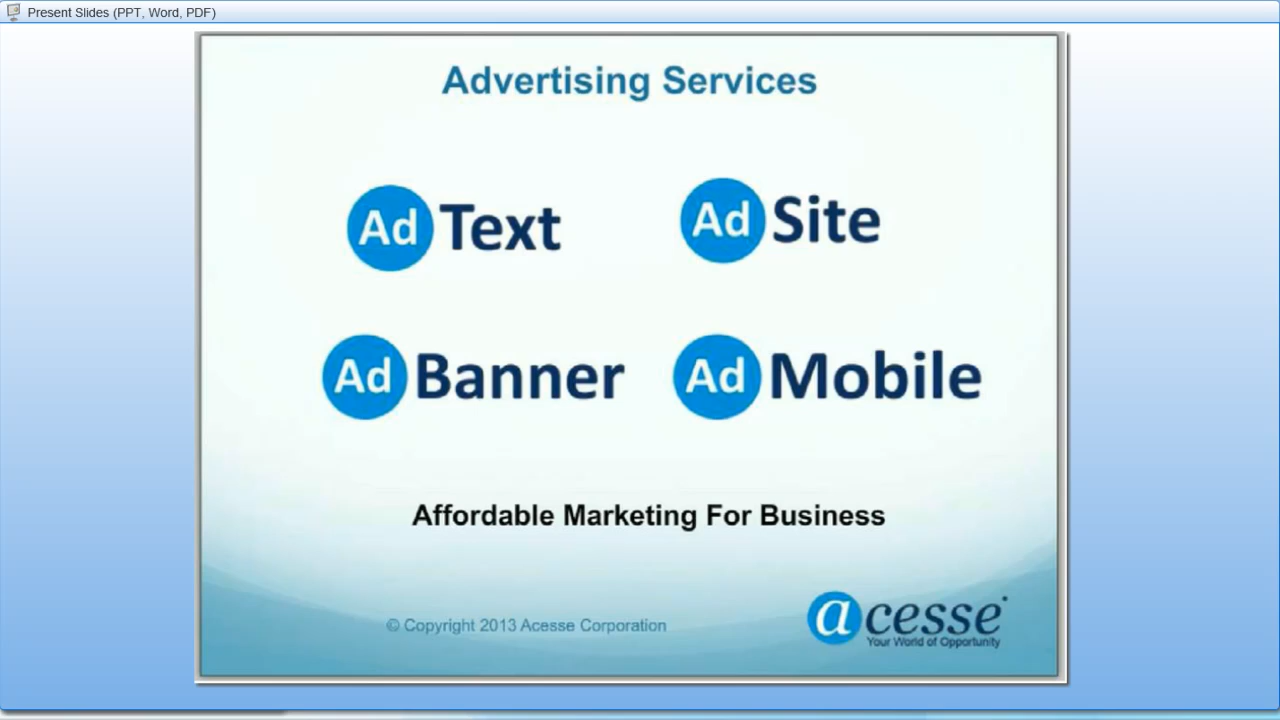 Present Slides (PPT, Word, PDF)
Advertising Services
Ad Text
Ad Site
Ad Banner
Ad Mobile
Affordable Marketing For Business
© Copyright 2013 Acesse Corporation
acesse
Your World of Opportunity